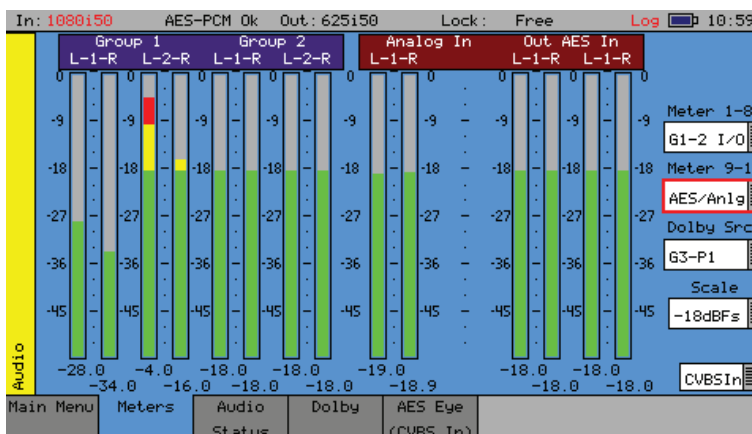 In: 1080i50 AES-PCM Ok Out: 625i50 Lock: Free Log 10:59
Group 1 Group 2 Analog In Out AES In
L-1-R L-2-R L-1-R L-2-R L-1-R L-1-R L-1-R
0 0 0 0 0 0 0 0 0
-9 -9 -9 -9 -9 -9 -9 -9 -9
-18 -18 -18 -18 -18 -18 -18 -18 -18
-27 -27 -27 -27 -27 -27 -27 -27 -27
-36 -36 -36 -36 -36 -36 -36 -36 -36
-45 -45 -45 -45 -45 -45 -45 -45 -45
-28.0 -4.0 -18.0 -18.0 -19.0 -18.0 -18.0
-34.0 -16.0 -18.0 -18.0 -18.9 -18.0 -18.0
Meter 1-8
G1-2 I/O
Meter 9-1
AES/Anlg
Dolby Src
G3-P1
Scale
-18dBFs
CVBSIn
Audio
Main Menu Meters Audio Status Dolby AES Eye (CVBS In)